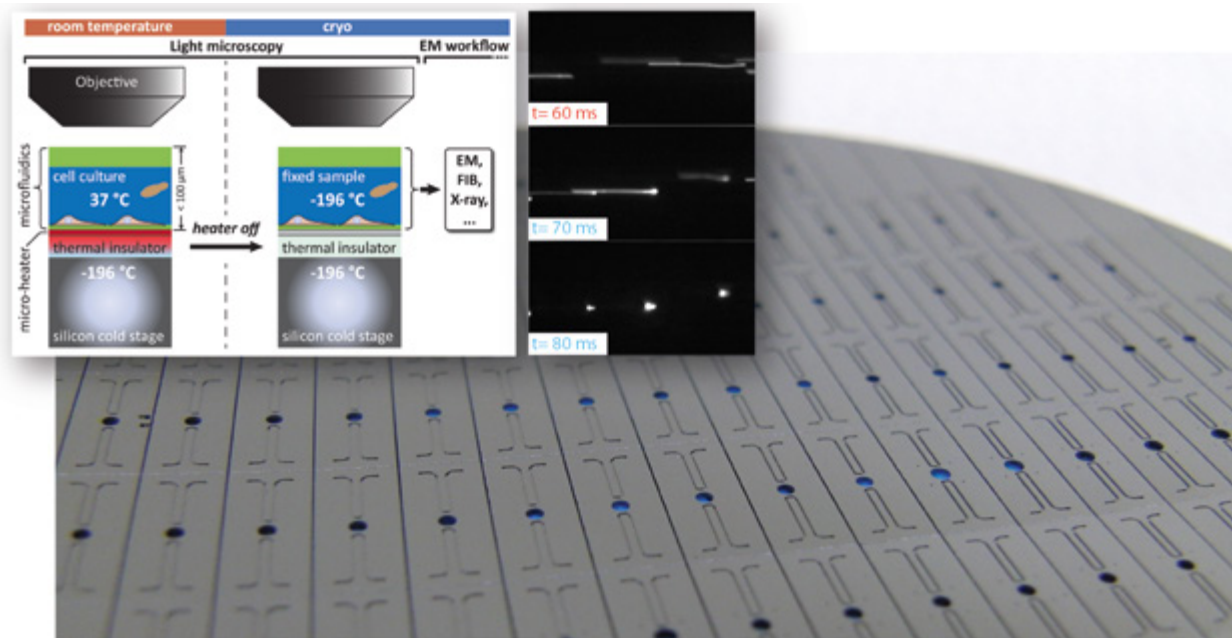 room temperature
cryo
Light microscopy
EM workflow
...
Objective
microfluidics
cell culture
37 °C
< 100 µm
fixed sample
-196 °C
EM,
FIB,
X-ray,
...
heater off
micro-heater
thermal insulator
-196 °C
silicon cold stage
thermal insulator
-196 °C
silicon cold stage
t= 60 ms
t= 70 ms
t= 80 ms